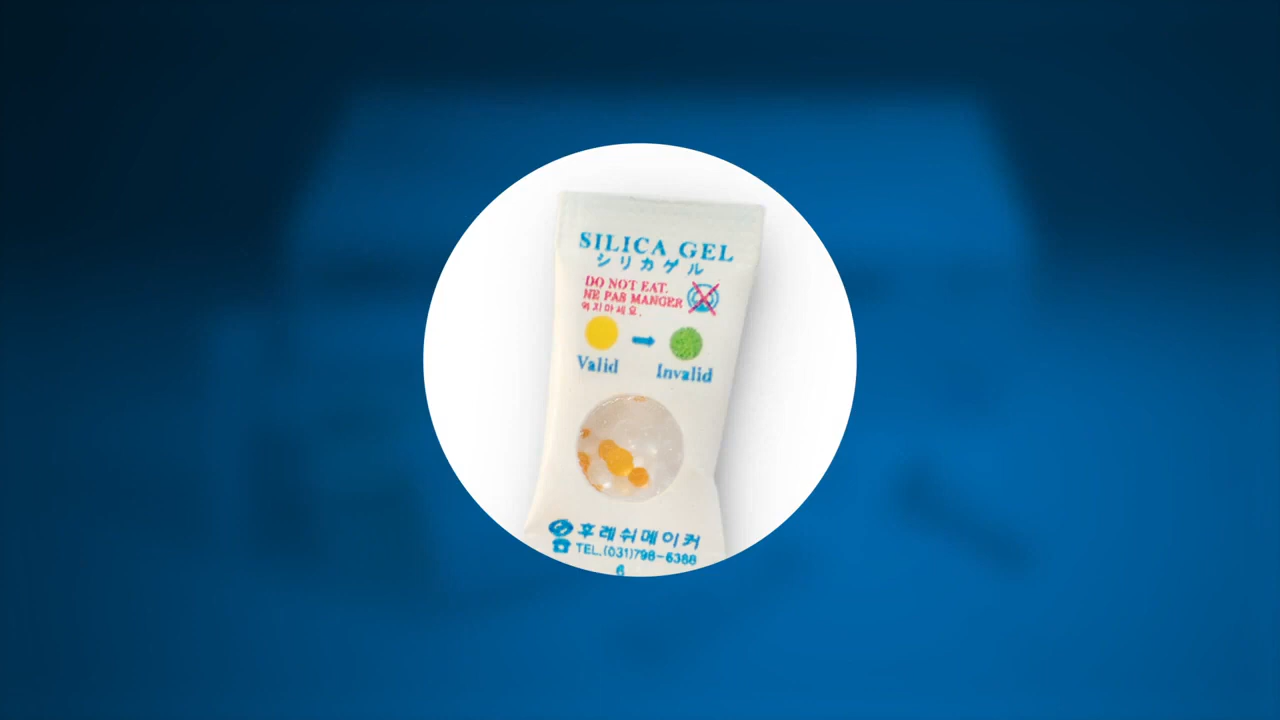 SILICA GEL
シリカゲル
DO NOT EAT.
NE PAS MANGER
먹지마세요.
Valid
Invalid
후레쉬메이커
TEL.(031)798-6388
6